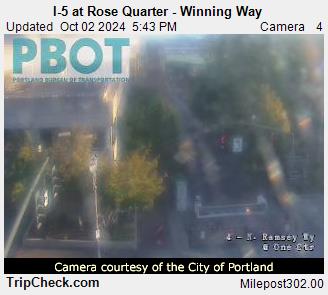 I-5 at Rose Quarter - Winning Way
Updated Oct 02 2024 5:43 PM Camera 4
PBOT
PORTLAND BUREAU OF TRANSPORTATION
4 - N. Ramsey Wy
@ One Ctr
Camera courtesy of the City of Portland
TripCheck.com Milepost302.00